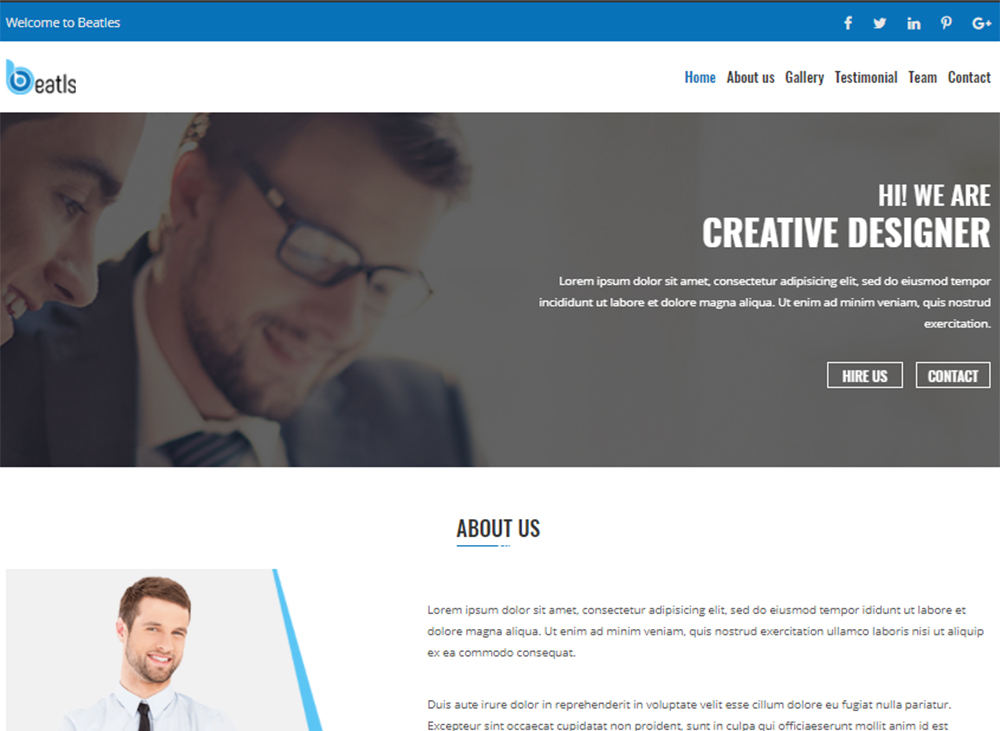 Welcome to Beatles
beatls
Home About us Gallery Testimonial Team Contact
HI! WE ARE
CREATIVE DESIGNER
Lorem ipsum dolor sit amet, consectetur adipisicing elit, sed do eiusmod tempor
incididunt ut labore et dolore magna aliqua. Ut enim ad minim veniam, quis nostrud
exercitation.
HIRE US CONTACT
ABOUT US
Lorem ipsum dolor sit amet, consectetur adipisicing elit, sed do eiusmod tempor ididunt ut labore et
dolore magna aliqua. Ut enim ad minim veniam, quis nostrud exercitation ullamco laboris nisi ut aliquip
ex ea commodo consequat.
Duis aute irure dolor in reprehenderit in voluptate velit esse cillum dolore eu fugiat nulla pariatur.
Excepteur sint occaecat cupidatat non proident, sunt in culpa qui officiaeserunt mollit anim id est